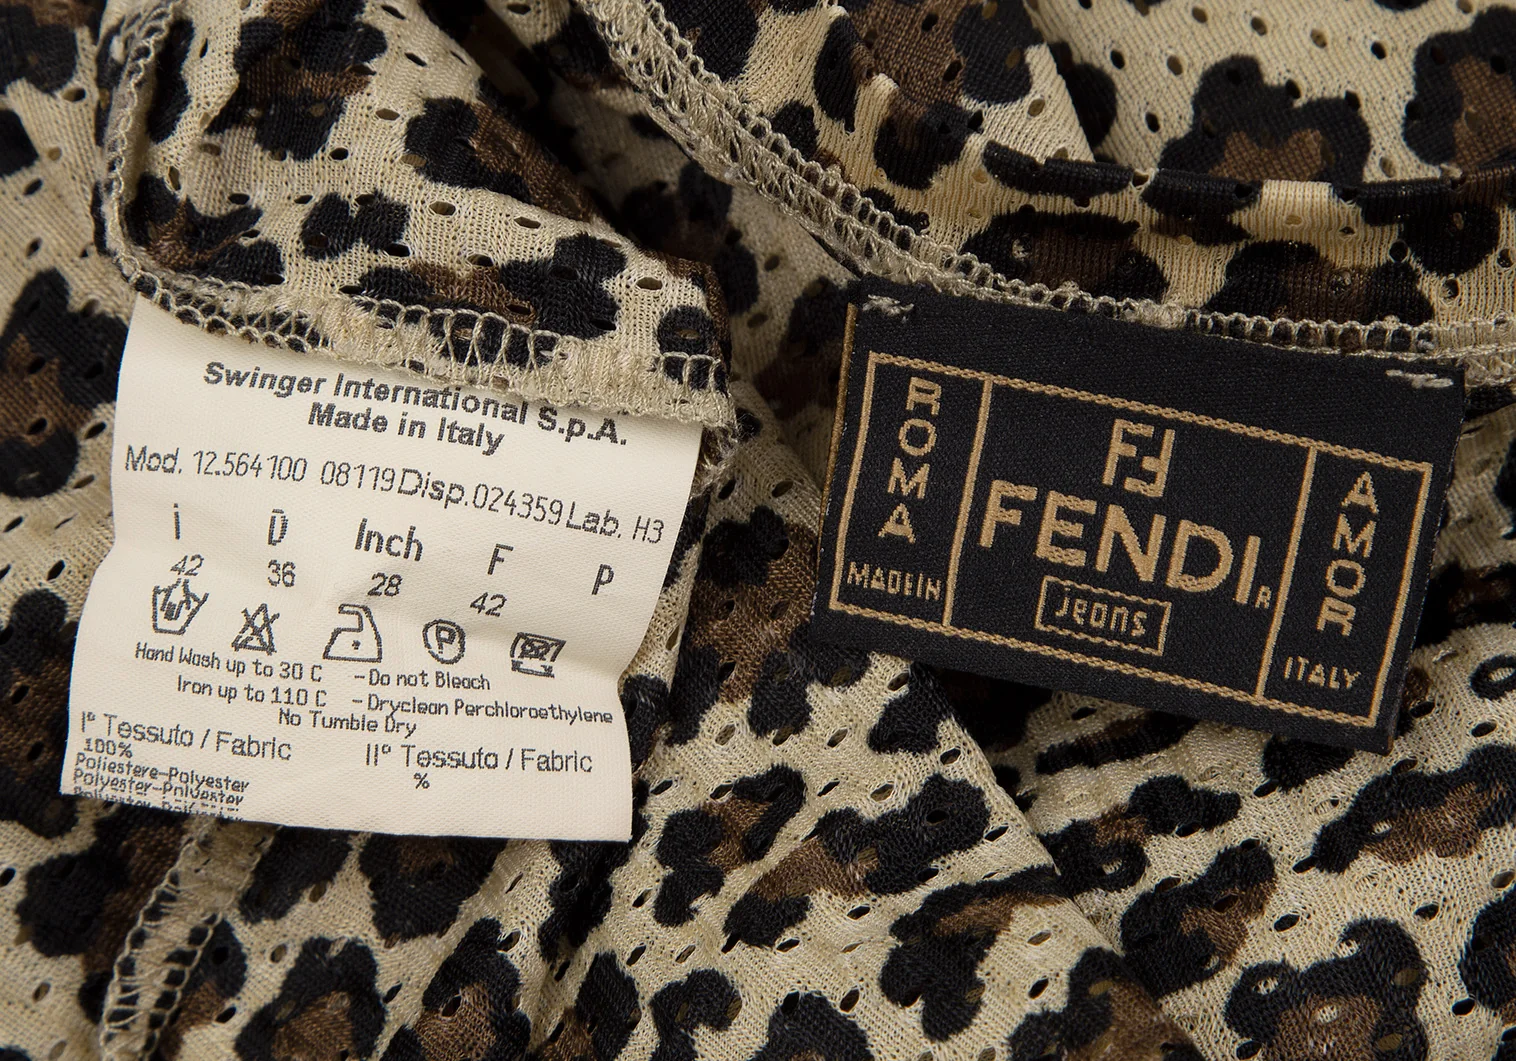 Swinger International S.p.A.
Made in Italy
Mod. 12.564100 08119 Disp.024359 Lab. H3
i D Inch F P
42 36 28 42
P
Hand Wash up to 30 C - Do not Bleach
Iron up to 110 C - Dryclean Perchloroethylene
No Tumble Dry
I° Tessuto / Fabric II° Tessuto / Fabric
100% %
Poliestere-Polyester
Polyester-Polyester
ROMA
MADE IN
FF
FENDI
jeans
AMOR
ITALY